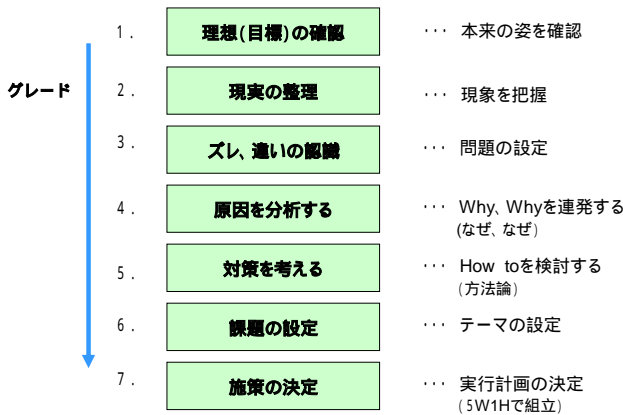 1. 理想(目標)の確認 ··· 本来の姿を確認
グレード
2. 現実の整理 ··· 現象を把握
3. ズレ、違いの認識 ··· 問題の設定
4. 原因を分析する ··· Why、Whyを連発する
(なぜ、なぜ)
5. 対策を考える ··· How toを検討する
(方法論)
6. 課題の設定 ··· テーマの設定
7. 施策の決定 ··· 実行計画の決定
(5W1Hで組立)